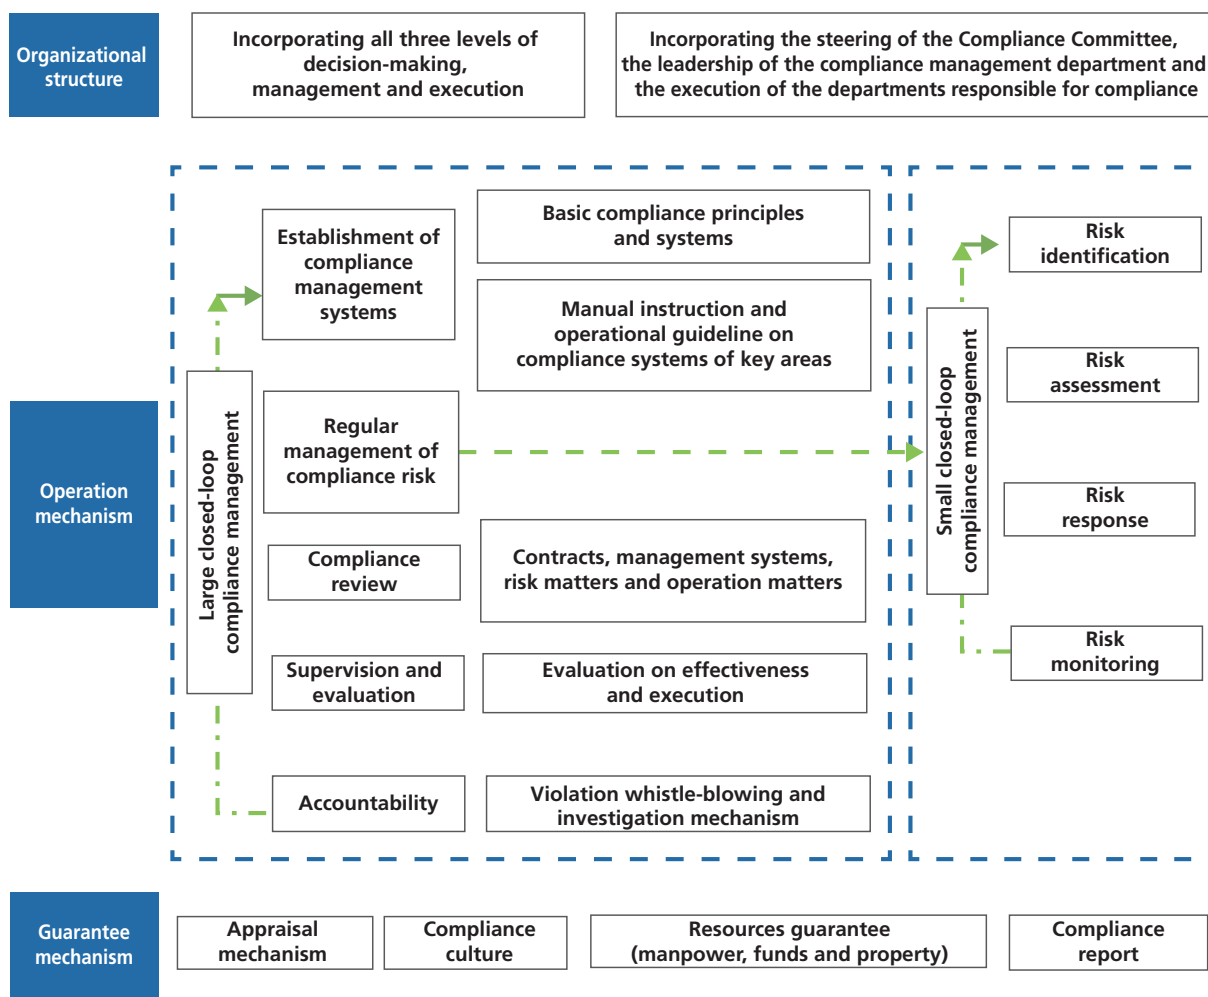 Organizational
structure
Incorporating all three levels of
decision-making,
management and execution
Incorporating the steering of the Compliance Committee,
the leadership of the compliance management department and
the execution of the departments responsible for compliance
Operation
mechanism
Large closed-loop
compliance management
Establishment of
compliance
management
systems
Basic compliance principles
and systems
Manual instruction and
operational guideline on
compliance systems of key areas
Regular
management of
compliance risk
Compliance
review
Contracts, management systems,
risk matters and operation matters
Supervision and
evaluation
Evaluation on effectiveness
and execution
Accountability
Violation whistle-blowing and
investigation mechanism
Small closed-loop
compliance management
Risk
identification
Risk
assessment
Risk
response
Risk
monitoring
Guarantee
mechanism
Appraisal
mechanism
Compliance
culture
Resources guarantee
(manpower, funds and property)
Compliance
report